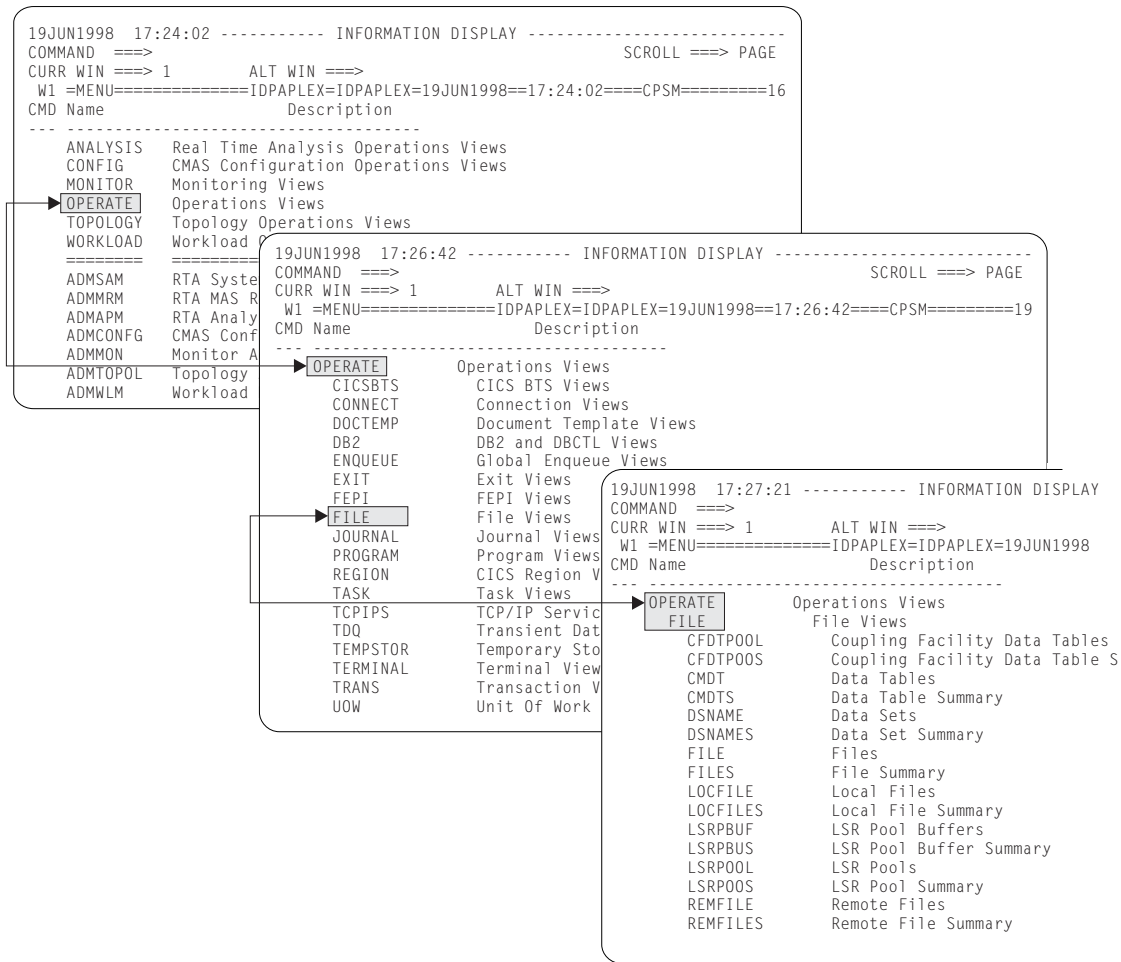 19JUN1998 17:24:02 ----------- INFORMATION DISPLAY ---------------------------
COMMAND ===> SCROLL ===> PAGE
CURR WIN ===> 1 ALT WIN ===>
W1 =MENU==============IDPAPLEX=IDPAPLEX=19JUN1998==17:24:02====CPSM=========16
CMD Name Description
--- -------------------------------------
ANALYSIS Real Time Analysis Operations Views
CONFIG CMAS Configuration Operations Views
MONITOR Monitoring Views
OPERATE Operations Views
TOPOLOGY Topology Operations Views
WORKLOAD Workload
======== =========
ADMSAM RTA Syste
ADMMRM RTA MAS R
ADMAPM RTA Analy
ADMCONFG CMAS Conf
ADMMON Monitor A
ADMTOPOL Topology
ADMWLM Workload
19JUN1998 17:26:42 ----------- INFORMATION DISPLAY ---------------------------
COMMAND ===> SCROLL ===> PAGE
CURR WIN ===> 1 ALT WIN ===>
W1 =MENU==============IDPAPLEX=IDPAPLEX=19JUN1998==17:26:42====CPSM=========19
CMD Name Description
--- -------------------------------------
OPERATE Operations Views
CICSBTS CICS BTS Views
CONNECT Connection Views
DOCTEMP Document Template Views
DB2 DB2 and DBCTL Views
ENQUEUE Global Enqueue Views
EXIT Exit Views
FEPI FEPI Views
FILE File Views
JOURNAL Journal Views
PROGRAM Program Views
REGION CICS Region V
TASK Task Views
TCPIPS TCP/IP Servic
TDQ Transient Dat
TEMPSTOR Temporary Sto
TERMINAL Terminal View
TRANS Transaction V
UOW Unit Of Work
19JUN1998 17:27:21 ----------- INFORMATION DISPLAY
COMMAND ===>
CURR WIN ===> 1 ALT WIN ===>
W1 =MENU==============IDPAPLEX=IDPAPLEX=19JUN1998
CMD Name Description
--- -------------------------------------
OPERATE Operations Views
FILE File Views
CFDTPOOL Coupling Facility Data Tables
CFDTPOOS Coupling Facility Data Table S
CMDT Data Tables
CMDTS Data Table Summary
DSNAME Data Sets
DSNAMES Data Set Summary
FILE Files
FILES File Summary
LOCFILE Local Files
LOCFILES Local File Summary
LSRPBUF LSR Pool Buffers
LSRPBUS LSR Pool Buffer Summary
LSRPOOL LSR Pools
LSRPOOS LSR Pool Summary
REMFILE Remote Files
REMFILES Remote File Summary